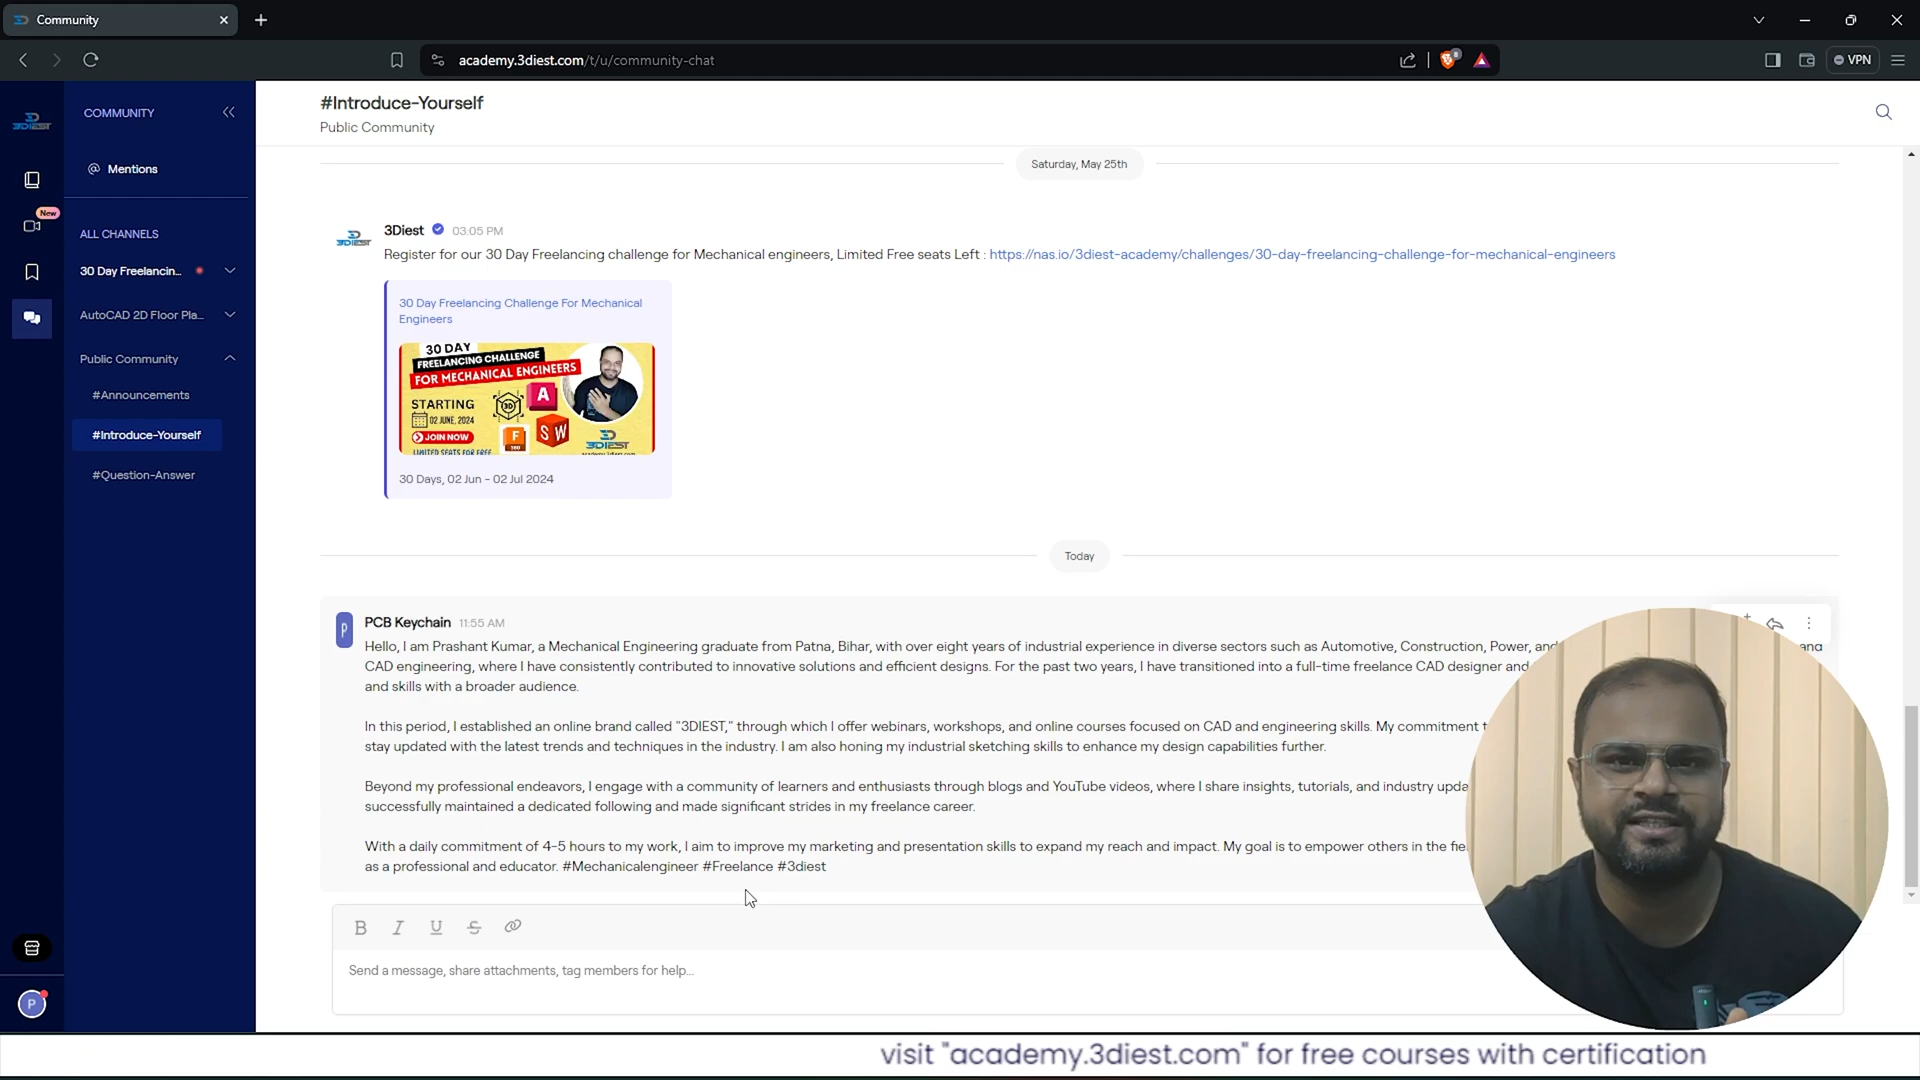 Community
academy.3diest.com/t/u/community-chat
8
VPN
3DIEST
COMMUNITY
#Introduce-Yourself
Public Community
Mentions
Saturday, May 25th
New
ALL CHANNELS
30 Day Freelancin...
AutoCAD 2D Floor Pla...
Public Community
#Announcements
#Introduce-Yourself
#Question-Answer
3DIEST
3Diest 03:05 PM
Register for our 30 Day Freelancing challenge for Mechanical engineers, Limited Free seats Left : https://nas.io/3diest-academy/challenges/30-day-freelancing-challenge-for-mechanical-engineers
30 Day Freelancing Challenge For Mechanical
Engineers
30 DAY
FREELANCING CHALLENGE
FOR MECHANICAL ENGINEERS
STARTING
02 JUNE, 2024
JOIN NOW
LIMITED SEATS FOR FREE
3D
A
F
360
SW
3DIEST
30 Days, 02 Jun - 02 Jul 2024
Today
P
PCB Keychain 11:55 AM
Hello, I am Prashant Kumar, a Mechanical Engineering graduate from Patna, Bihar, with over eight years of industrial experience in diverse sectors such as Automotive, Construction, Power, and
CAD engineering, where I have consistently contributed to innovative solutions and efficient designs. For the past two years, I have transitioned into a full-time freelance CAD designer and
and skills with a broader audience.
In this period, I established an online brand called "3DIEST," through which I offer webinars, workshops, and online courses focused on CAD and engineering skills. My commitment
stay updated with the latest trends and techniques in the industry. I am also honing my industrial sketching skills to enhance my design capabilities further.
Beyond my professional endeavors, I engage with a community of learners and enthusiasts through blogs and YouTube videos, where I share insights, tutorials, and industry
successfully maintained a dedicated following and made significant strides in my freelance career.
With a daily commitment of 4-5 hours to my work, I aim to improve my marketing and presentation skills to expand my reach and impact. My goal is to empower others in the
as a professional and educator. #Mechanicalengineer #Freelance #3diest
B I U S
Send a message, share attachments, tag members for help...
P
visit "academy.3diest.com" for free courses with certification